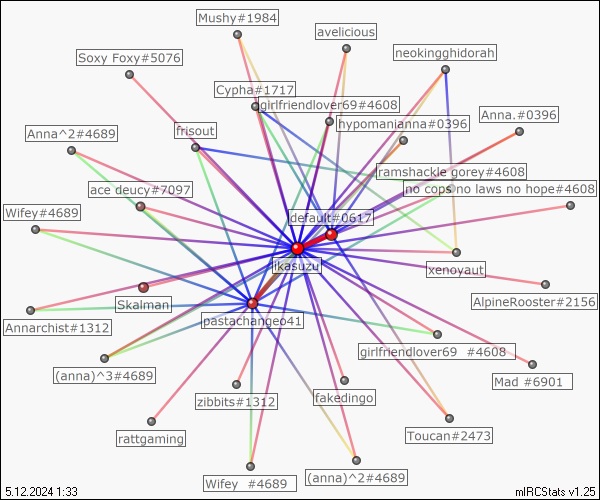 Mushy#1984
avelicious
neokingghidorah
Soxy Foxy#5076
Cypha#1717
girlfriendlover69#4608
Anna.#0396
hypomanianna#0396
Anna^2#4689
frisout
ramshackle gorey#4608
ace deucy#7097
no cops no laws no hope#4608
Wifey#4689
default#0617
ikasuzu
xenoyaut
Skalman
AlpineRooster#2156
Annarchist#1312
pastachangep41
girlfriendlover69 #4608
(anna)^3#4689
Mad #6901
zibbits#1312
fakedingo
rattgaming
Toucan#2473
Wifey #4689
(anna)^2#4689
5.12.2024 1:33
mIRCStats v1.25